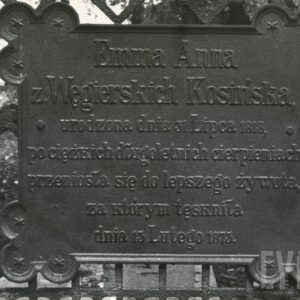 Emma Anna
z Węgierskich Kosińska,
urodzona dnia 31 Lipca 1818,
po ciężkich długoletnich cierpieniach
przeniosła się do lepszego żywota,
za którym tęskniła
dnia 13 Lutego 1873.